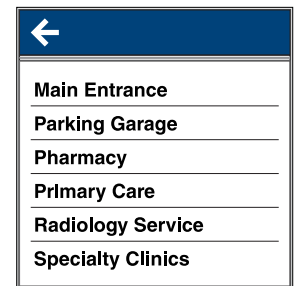 Main Entrance
Parking Garage
Pharmacy
PrImary Care
Radiology Service
Specialty Clinics